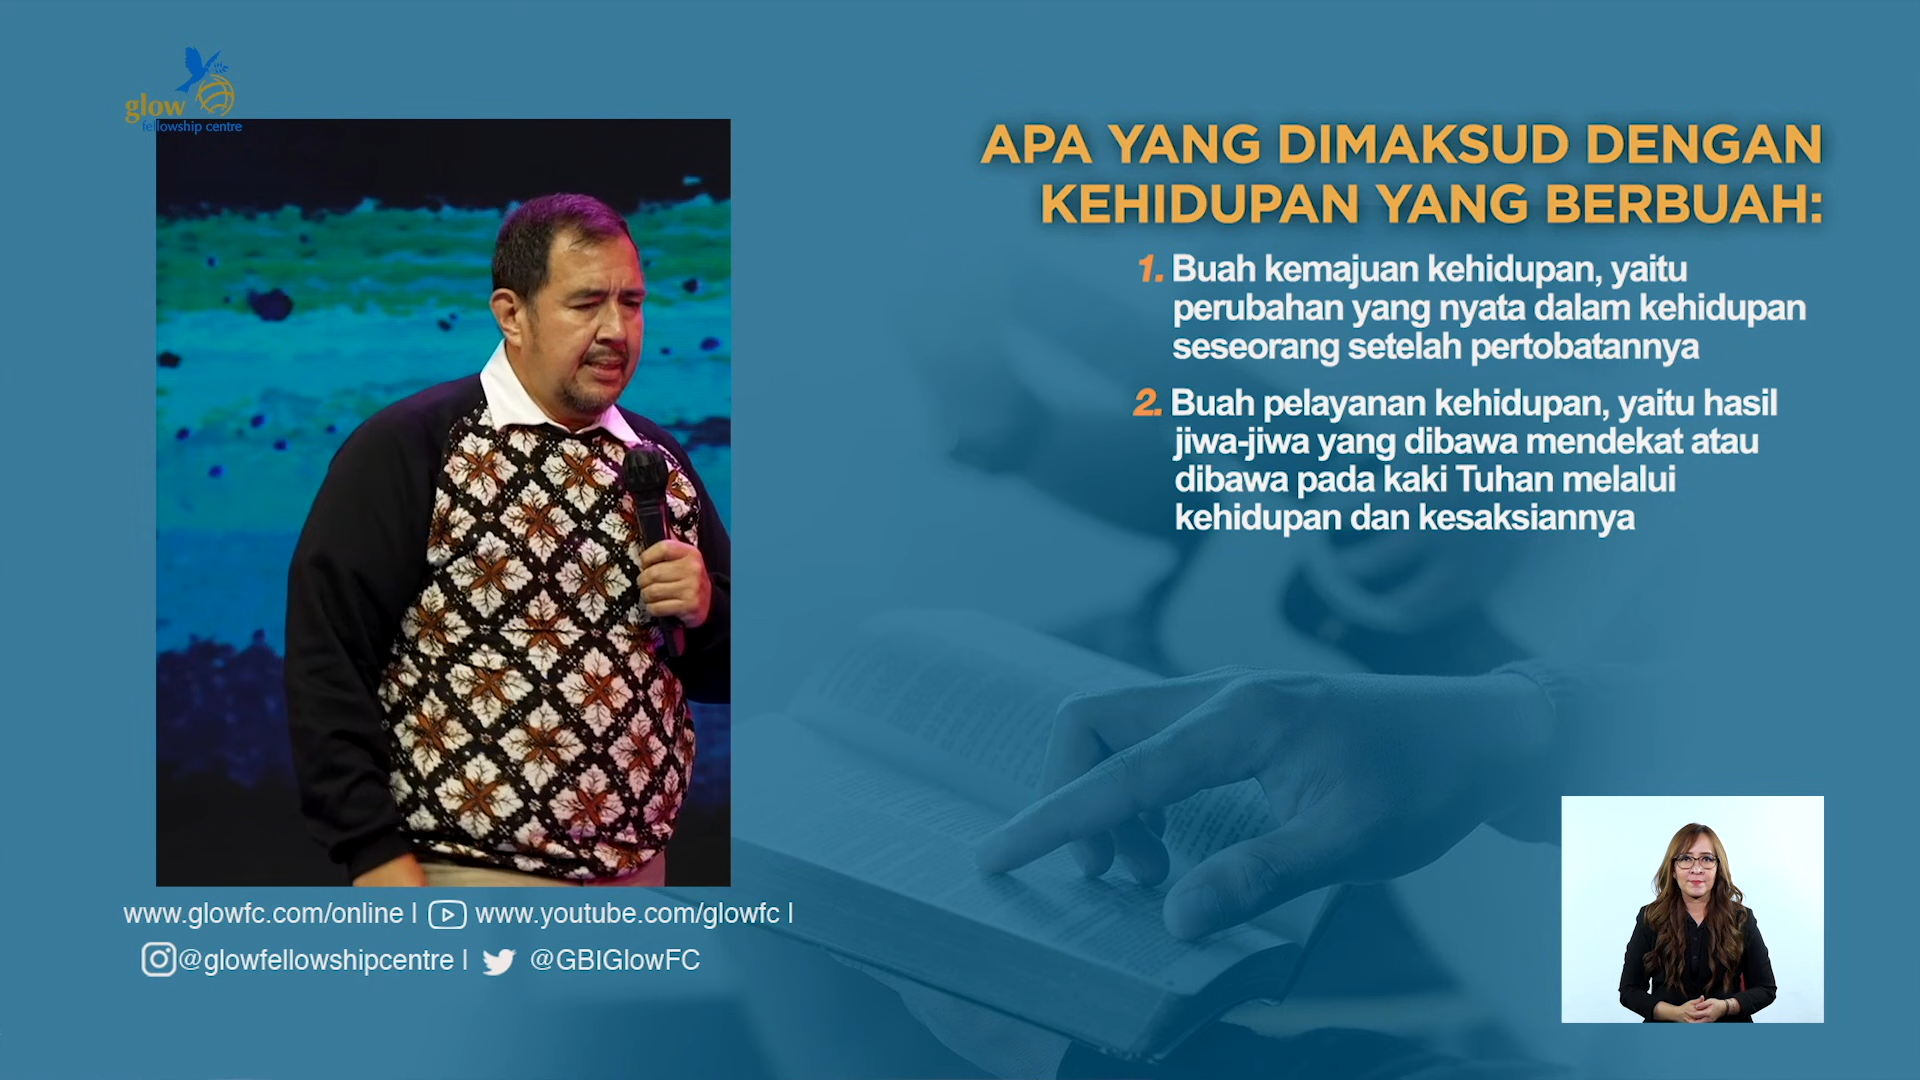 glow
fellowship centre
APA YANG DIMAKSUD DENGAN
KEHIDUPAN YANG BERBUAH:
1. Buah kemajuan kehidupan, yaitu
perubahan yang nyata dalam kehidupan
seseorang setelah pertobatannya
2. Buah pelayanan kehidupan, yaitu hasil
jiwa-jiwa yang dibawa mendekat atau
dibawa pada kaki Tuhan melalui
kehidupan dan kesaksiannya
www.glowfc.com/online | www.youtube.com/glowfc |
@glowfellowshipcentre | @GBIGlowFC